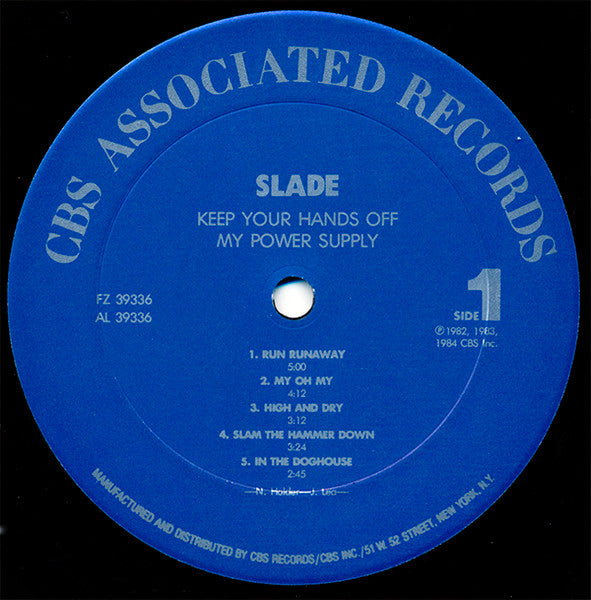 CBS ASSOCIATED RECORDS
SLADE
KEEP YOUR HANDS OFF
MY POWER SUPPLY
FZ 39336
AL 39336
SIDE 1
℗1982, 1983,
1984 CBS Inc.
1. RUN RUNAWAY
5:00
2. MY OH MY
4:12
3. HIGH AND DRY
3:12
4. SLAM THE HAMMER DOWN
3:24
5. IN THE DOGHOUSE
2:45
—N. Holder—J. Lea—
MANUFACTURED AND DISTRIBUTED BY CBS RECORDS/CBS INC./51 W. 52 STREET, NEW YORK, N.Y.